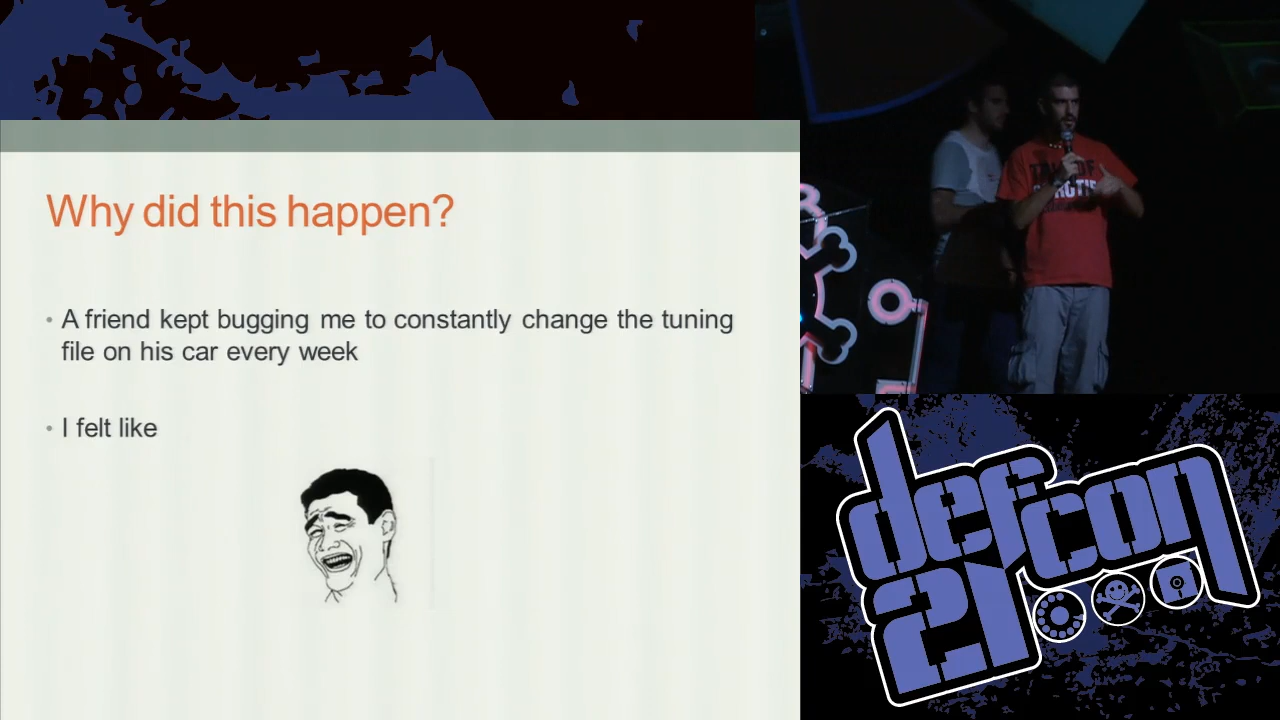 Why did this happen?
• A friend kept bugging me to constantly change the tuning
file on his car every week
• I felt like
defcon
21